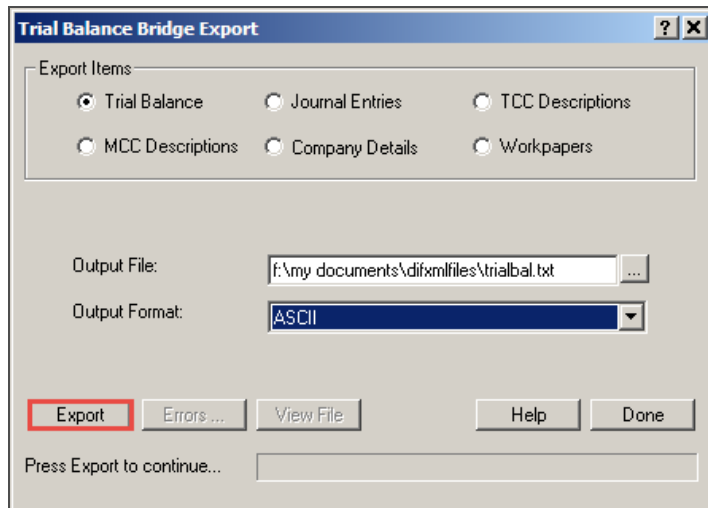 Trial Balance Bridge Export
Export Items
Trial Balance Journal Entries TCC Descriptions
MCC Descriptions Company Details Workpapers
Output File: f:\my documents\difxmlfiles\trialbal.txt ...
Output Format: ASCII
Export Errors ... View File Help Done
Press Export to continue...